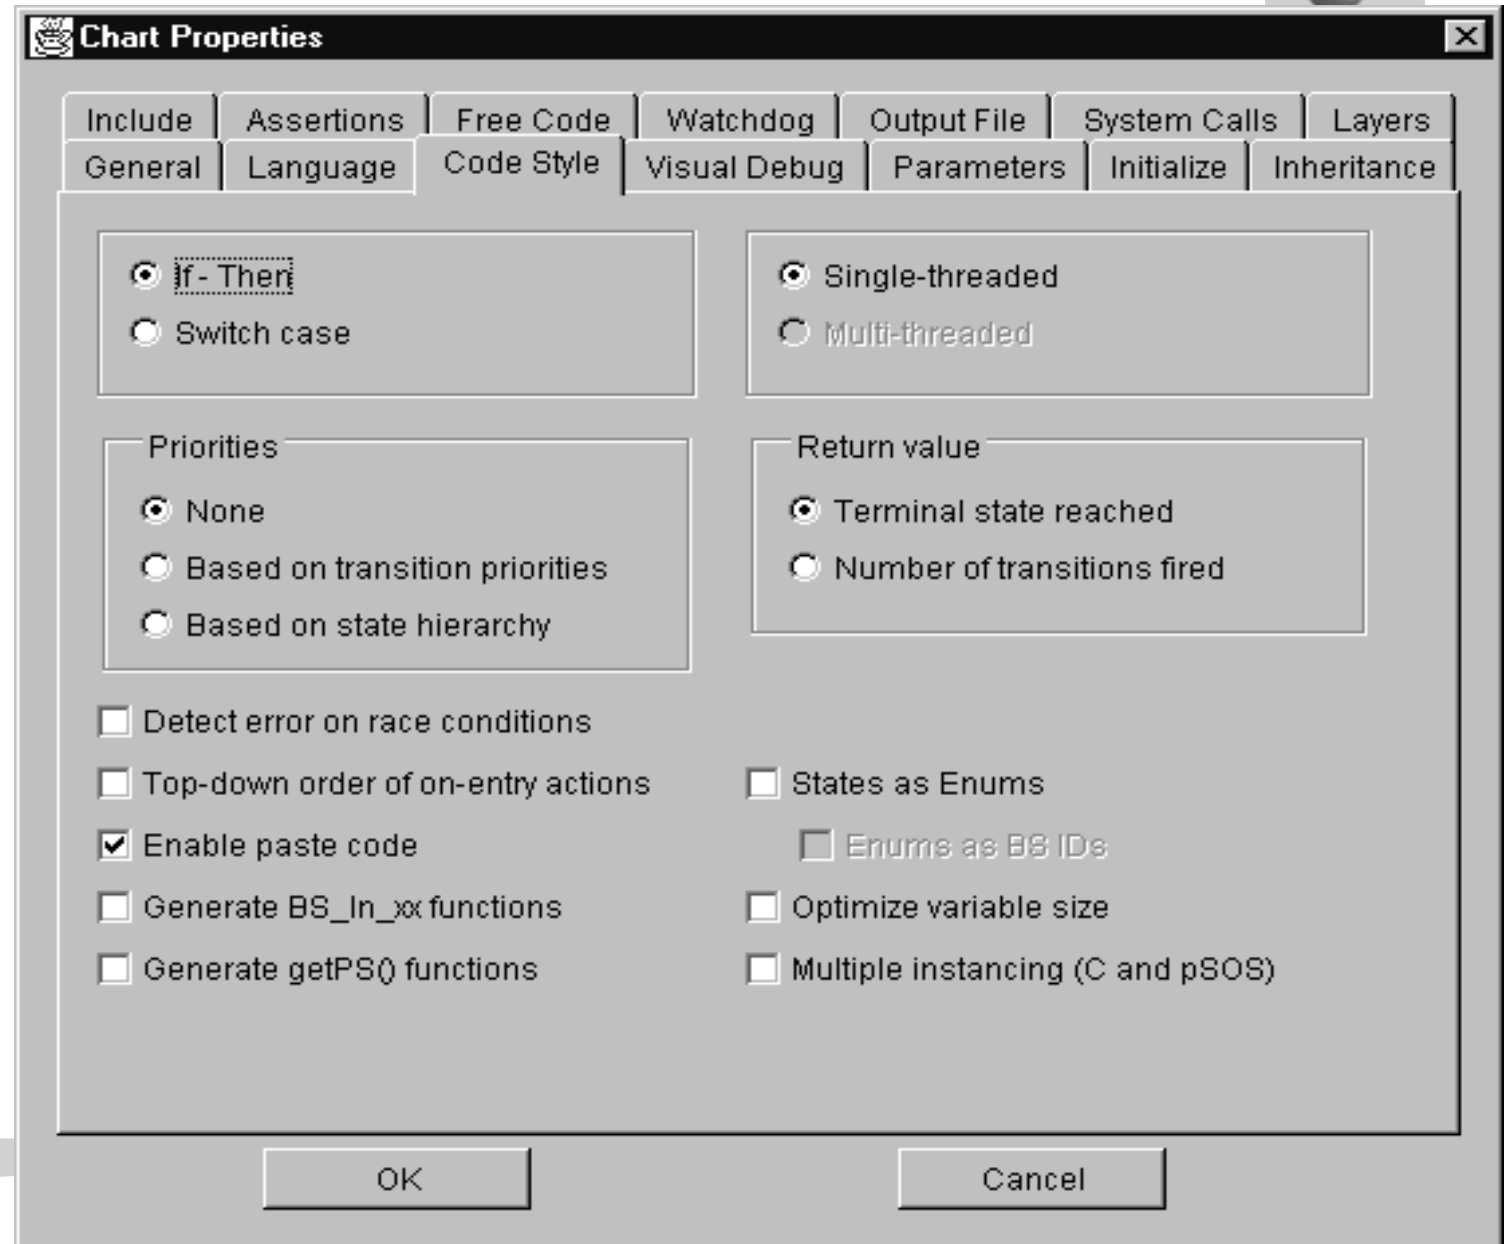 Chart Properties
Include Assertions Free Code Watchdog Output File System Calls Layers
General Language Code Style Visual Debug Parameters Initialize Inheritance
If - Then
Switch case
Single-threaded
Multi-threaded
Priorities
None
Based on transition priorities
Based on state hierarchy
Return value
Terminal state reached
Number of transitions fired
Detect error on race conditions
Top-down order of on-entry actions
States as Enums
Enable paste code
Enums as BS IDs
Generate BS_In_xx functions
Optimize variable size
Generate getPS() functions
Multiple instancing (C and pSOS)
OK
Cancel